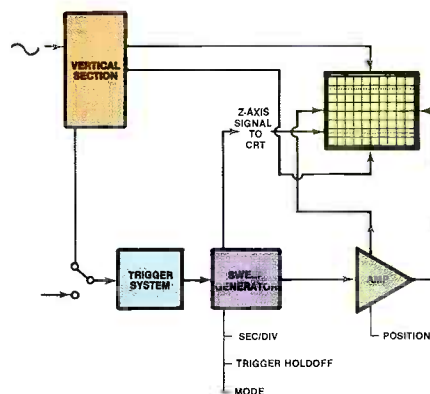 VERTICAL
SECTION
Z-AXIS
SIGNAL
TO
CRT
TRIGGER
SYSTEM
GENERATOR
AMP
POSITION
SEC/DIV
TRIGGER HOLDOFF
MODE